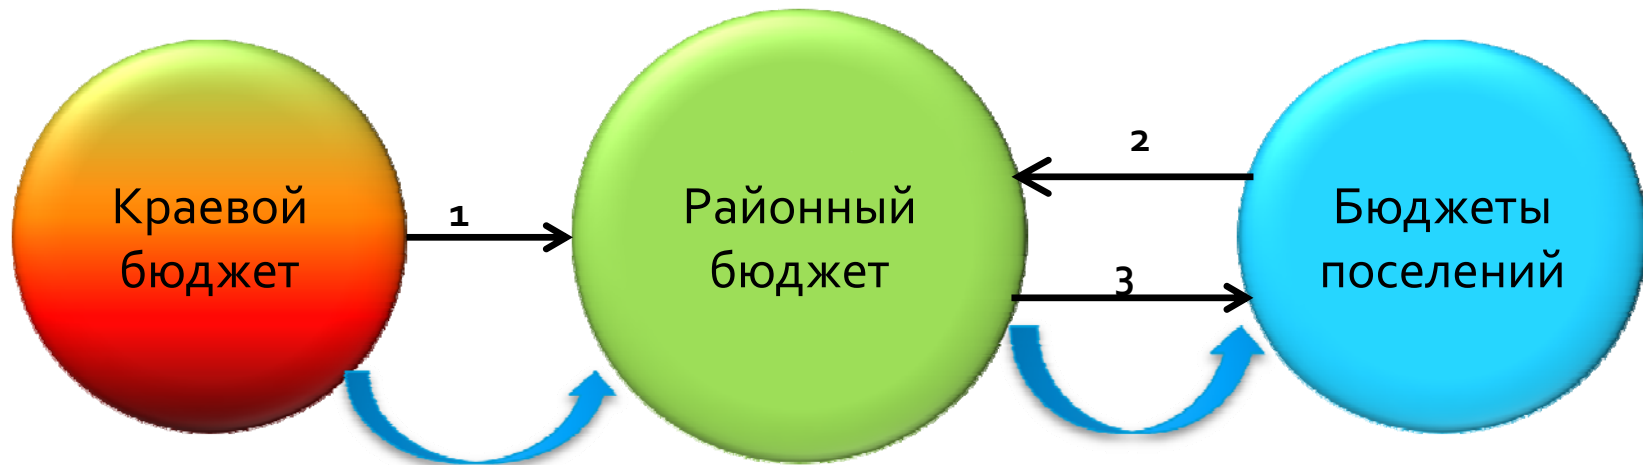 Краевой
бюджет
1
Районный
бюджет
2
3
Бюджеты
поселений